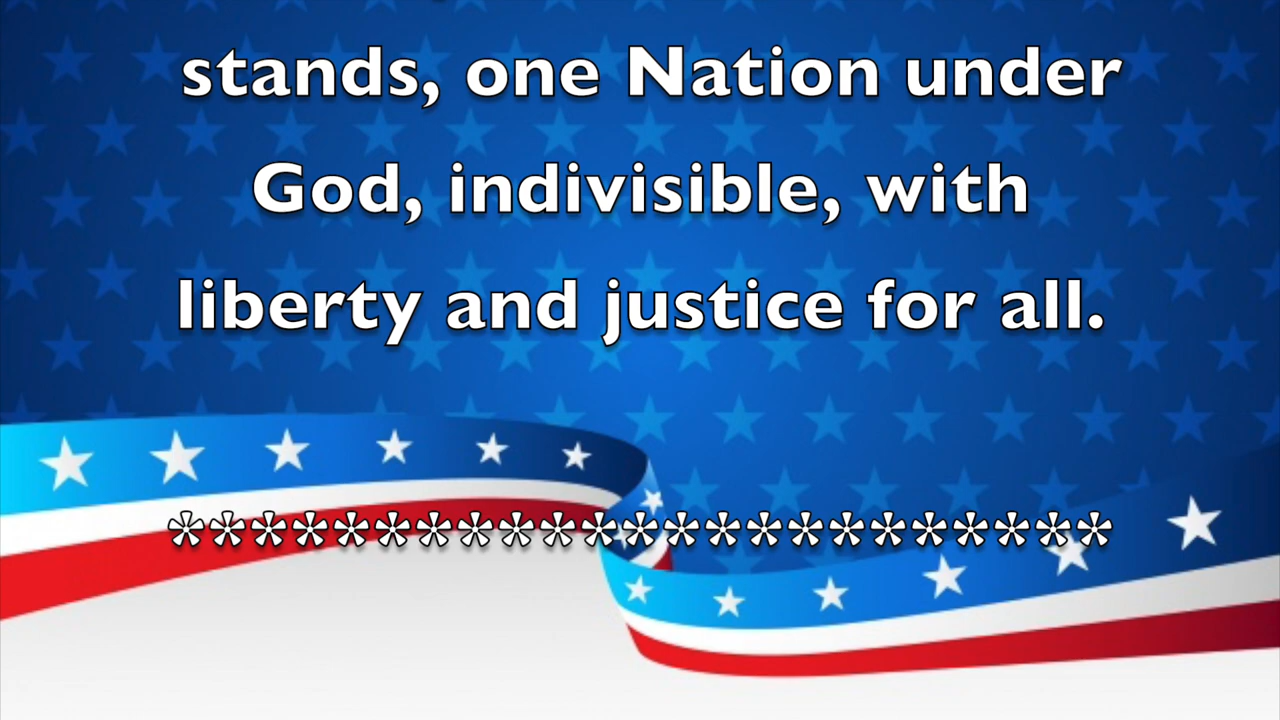 stands, one Nation under
God, indivisible, with
liberty and justice for all.
***********************